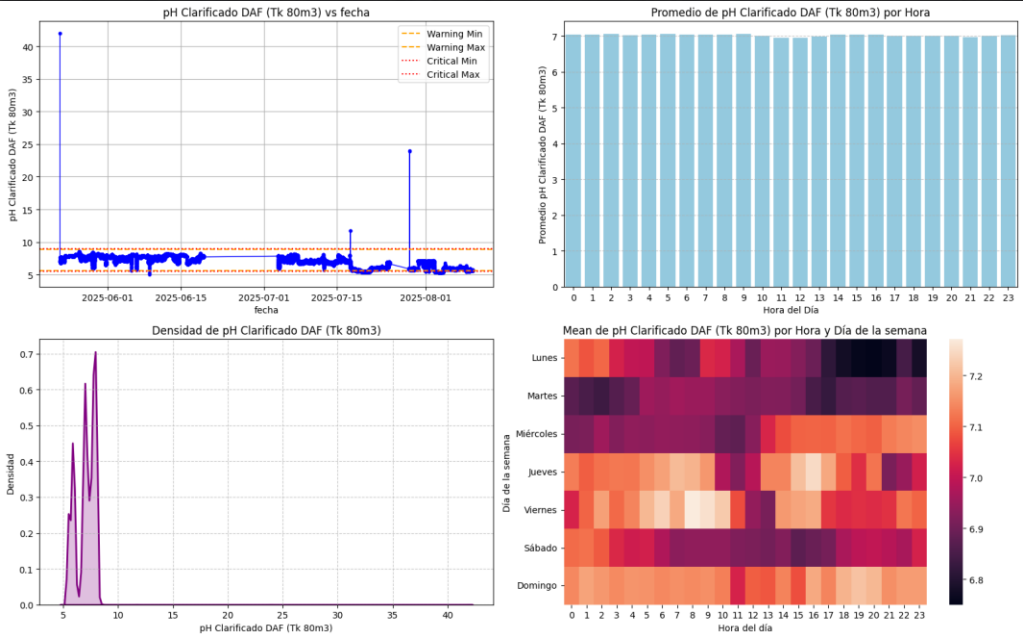 pH Clarificado DAF (Tk 80m3) vs fecha
Warning Min
Warning Max
Critical Min
Critical Max
40
35
30
25
20
15
10
5
pH Clarificado DAF (Tk 80m3)
2025-06-01 2025-06-15 2025-07-01 2025-07-15 2025-08-01
fecha
Promedio de pH Clarificado DAF (Tk 80m3) por Hora
7
6
5
4
3
2
1
0
Promedio pH Clarificado DAF (Tk 80m3)
0 1 2 3 4 5 6 7 8 9 10 11 12 13 14 15 16 17 18 19 20 21 22 23
Hora del Día
Densidad de pH Clarificado DAF (Tk 80m3)
0.7
0.6
0.5
0.4
0.3
0.2
0.1
0.0
Densidad
5 10 15 20 25 30 35 40
pH Clarificado DAF (Tk 80m3)
Mean de pH Clarificado DAF (Tk 80m3) por Hora y Día de la semana
Lunes
Martes
Miércoles
Jueves
Viernes
Sábado
Domingo
Día de la semana
0 1 2 3 4 5 6 7 8 9 10 11 12 13 14 15 16 17 18 19 20 21 22 23
Hora del día
7.2
7.1
7.0
6.9
6.8